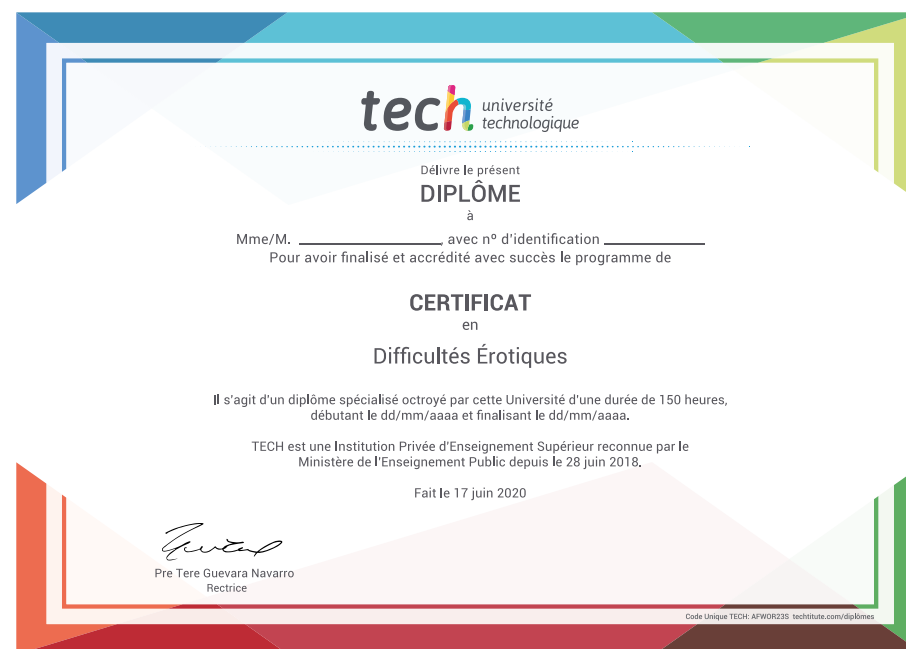 tech université
technologique
Délivre le présent
DIPLÔME
à
Mme/M. ____________________, avec nº d'identification ______________
Pour avoir finalisé et accrédité avec succès le programme de
CERTIFICAT
en
Difficultés Érotiques
Il s'agit d'un diplôme spécialisé octroyé par cette Université d'une durée de 150 heures,
débutant le dd/mm/aaaa et finalisant le dd/mm/aaaa.
TECH est une Institution Privée d'Enseignement Supérieur reconnue par le
Ministère de l'Enseignement Public depuis le 28 juin 2018.
Fait le 17 juin 2020
Pre Tere Guevara Navarro
Rectrice
Code Unique TECH: AFWOR23S techtitute.com/diplômes